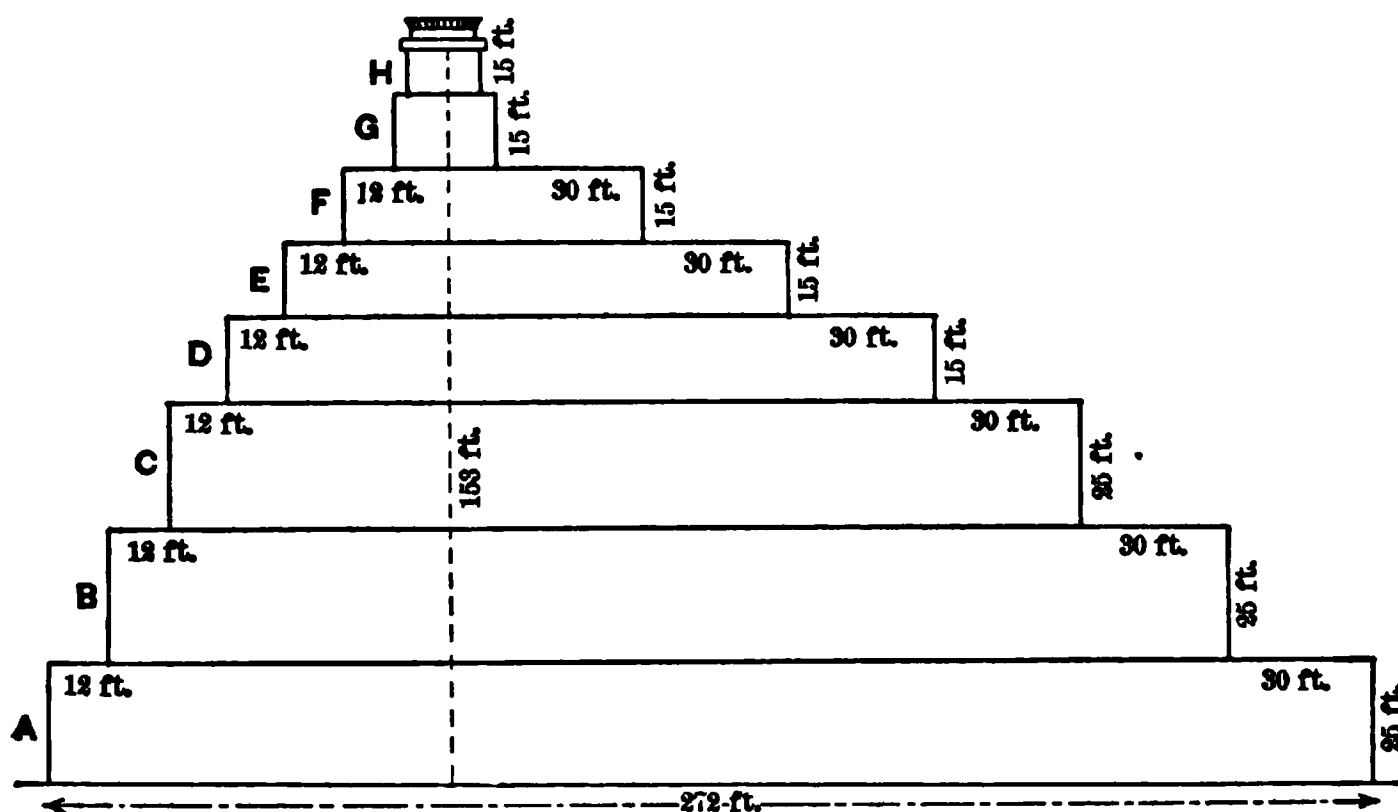 H 15 ft.
G 15 ft.
F 12 ft. 30 ft. 15 ft.
E 12 ft. 30 ft. 15 ft.
D 12 ft. 30 ft. 15 ft.
C 12 ft. 30 ft. 25 ft.
153 ft.
B 12 ft. 30 ft. 25 ft.
A 12 ft. 30 ft. 25 ft.
272 ft.